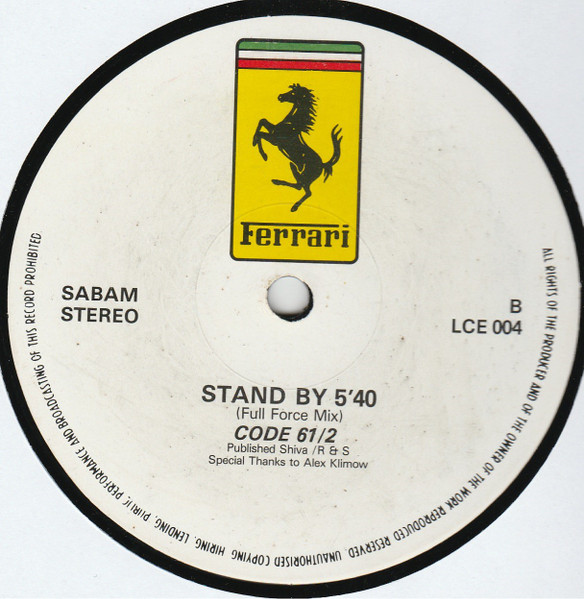 Ferrari
SABAM
STEREO
B
LCE 004
STAND BY 5'40
(Full Force Mix)
CODE 61/2
Published Shiva /R & S
Special Thanks to Alex Klimow
ALL RIGHTS OF THE PRODUCER AND OF THE OWNER OF THE WORK REPRODUCED RESERVED. UNAUTHORISED COPYING HIRING, LENDING, PUBLIC PERFORMANCE AND BROADCASTING OF THIS RECORD PROHIBITED.